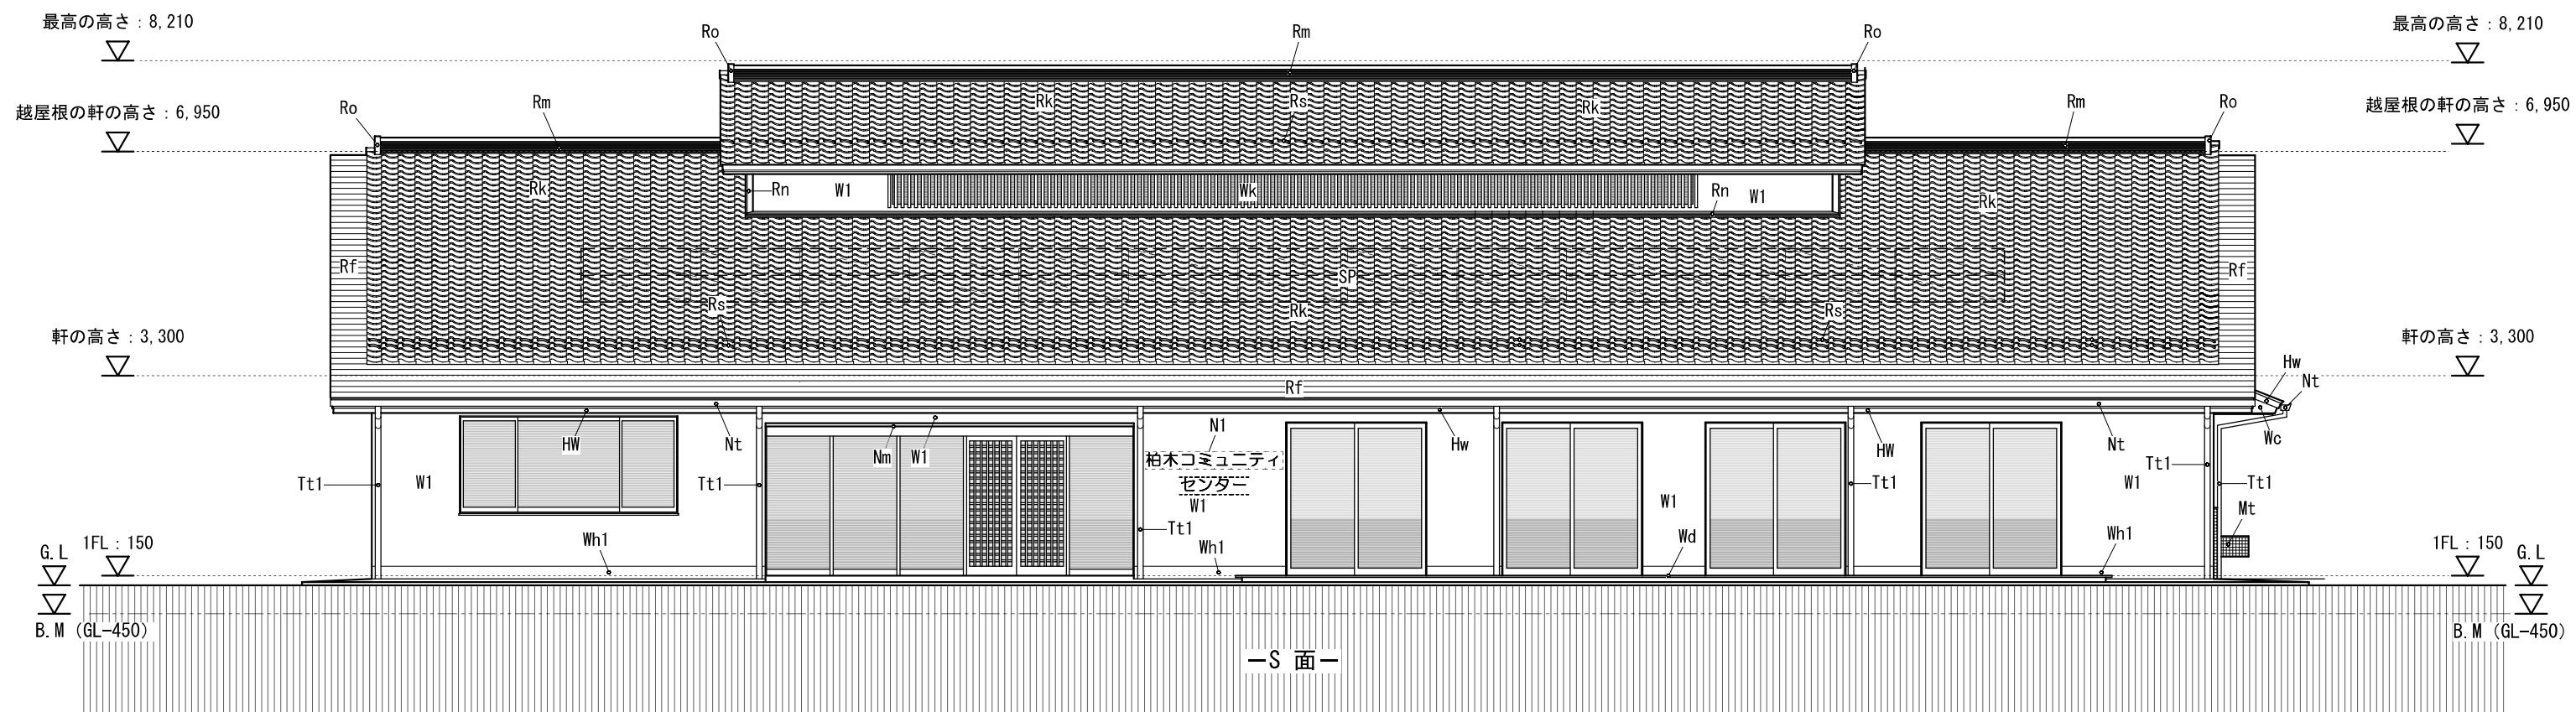 最高の高さ：8,210
最高の高さ：8,210
Ro
Rm
Ro
越屋根の軒の高さ：6,950
Ro
Rm
Rk
Rs
Rk
Rm
Ro
越屋根の軒の高さ：6,950
Rk
Rn
W1
Wk
Rn
W1
Rk
Rf
SP
Rf
Rs
Rk
Rs
軒の高さ：3,300
軒の高さ：3,300
Rf
Hw
Nt
HW
Nt
Nm
W1
N1
Hw
HW
Nt
Wc
柏木コミュニティ
センター
Tt1
W1
Tt1
W1
W1
Tt1
W1
Tt1
Tt1
Mt
Tt1
Wh1
Wh1
Wd
Wh1
G.L
1FL：150
1FL：150
G.L
B.M (GL-450)
B.M (GL-450)
－S 面－